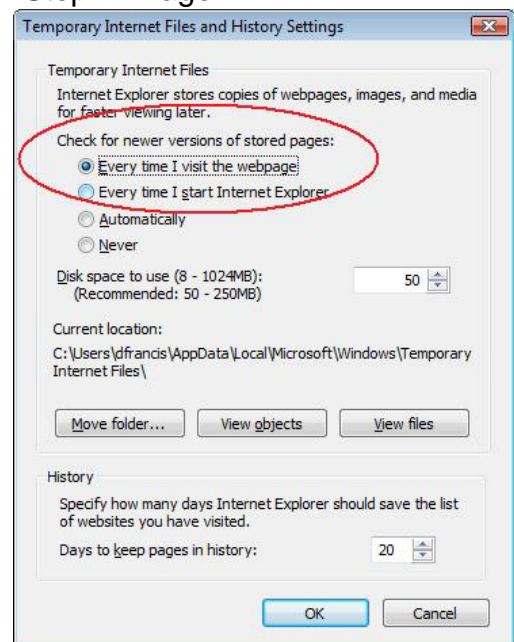 Temporary Internet Files and History Settings
Temporary Internet Files
Internet Explorer stores copies of webpages, images, and media
for faster viewing later.
Check for newer versions of stored pages:
Every time I visit the webpage
Every time I start Internet Explorer
Automatically
Never
Disk space to use (8 - 1024MB):
50
(Recommended: 50 - 250MB)
Current location:
C:\Users\dfrancis\AppData\Local\Microsoft\Windows\Temporary
Internet Files\
Move folder... View objects View files
History
Specify how many days Internet Explorer should save the list
of websites you have visited.
Days to keep pages in history: 20
OK Cancel